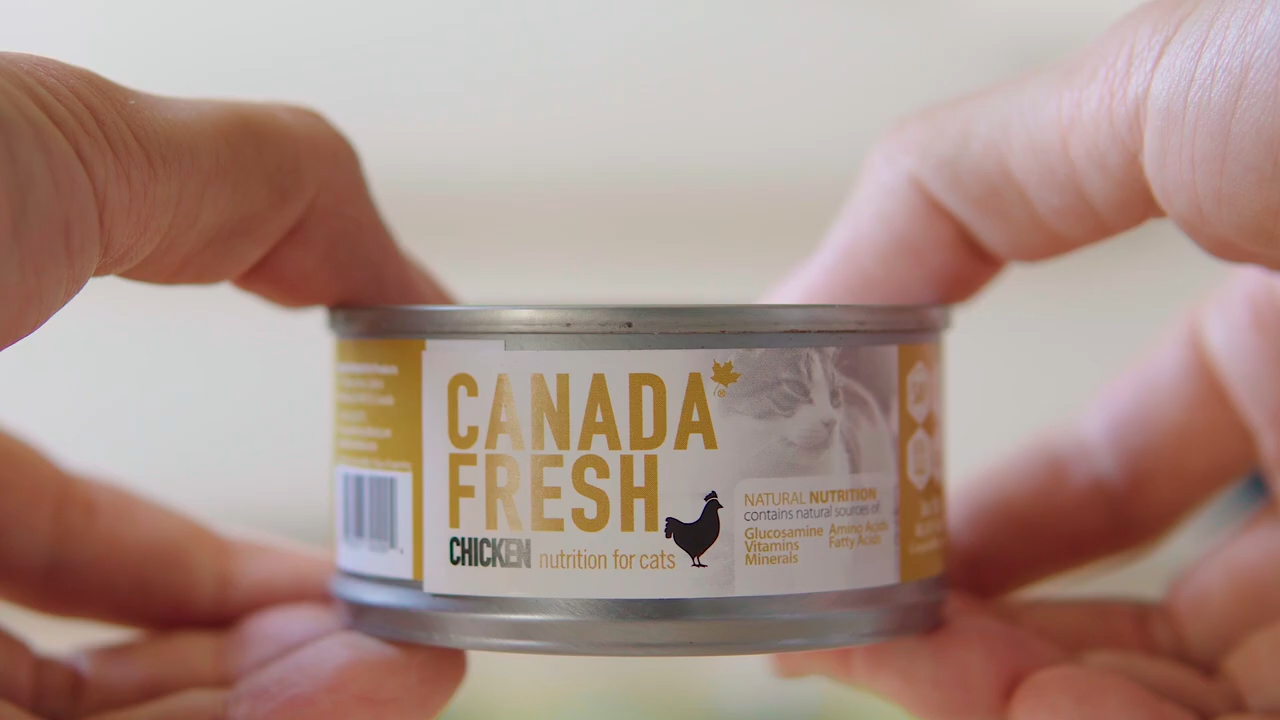 CANADA
FRESH
®
CHICKEN nutrition for cats
NATURAL NUTRITION
contains natural sources of
Glucosamine Amino Acids
Vitamins Fatty Acids
Minerals